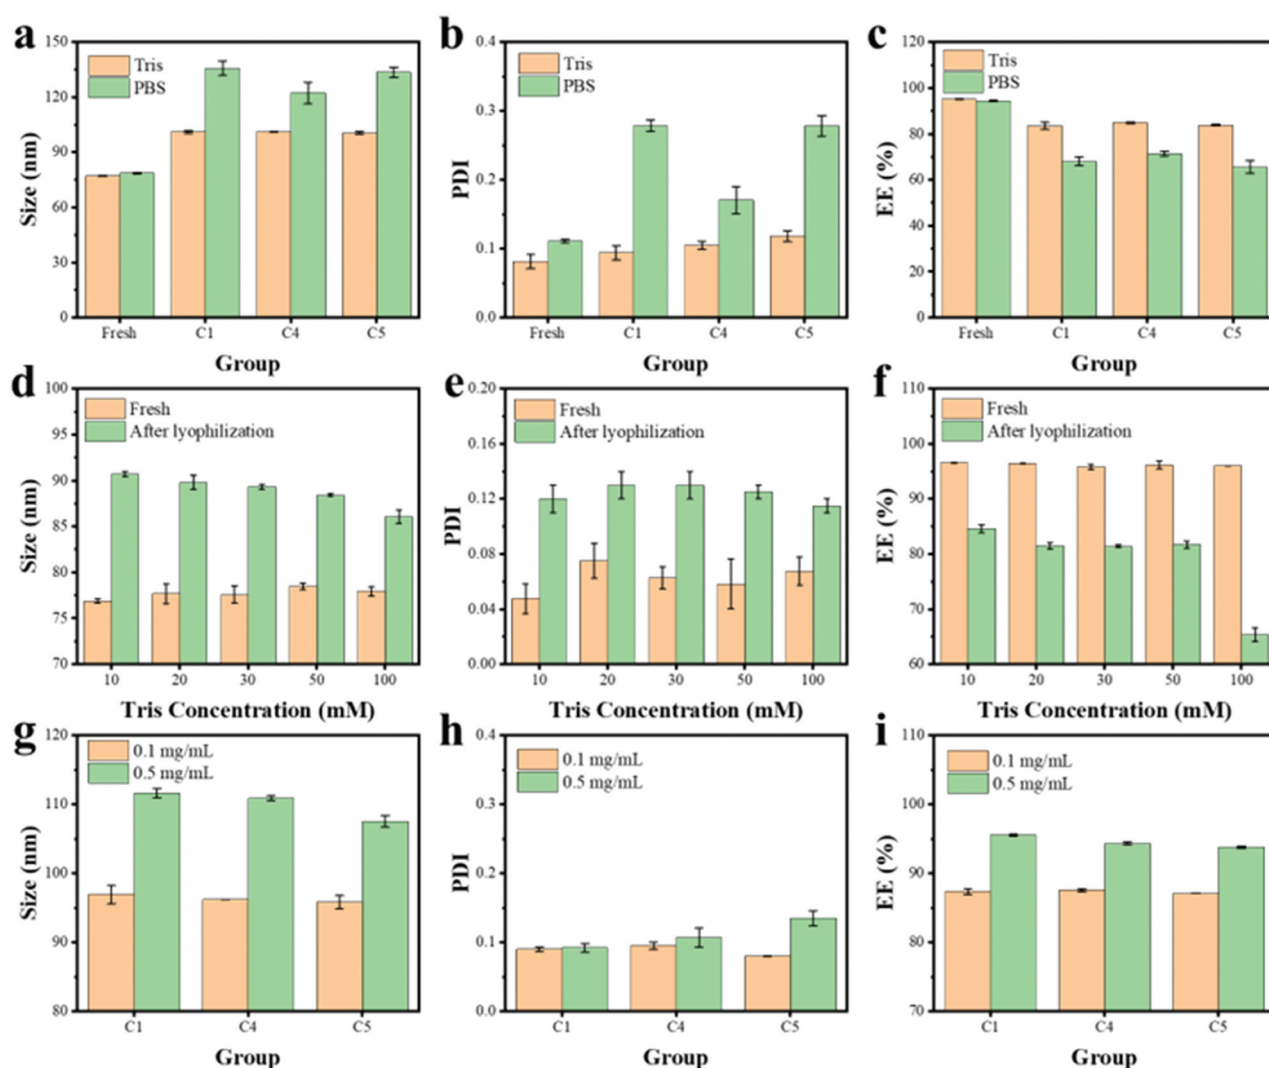 a
150
120
90
60
30
0
Size (nm)
Tris
PBS
Fresh C1 C4 C5
Group
b
0.4
0.3
0.2
0.1
0.0
PDI
Tris
PBS
Fresh C1 C4 C5
Group
c
120
100
80
60
40
20
0
EE (%)
Tris
PBS
Fresh C1 C4 C5
Group
d
100
95
90
85
80
75
70
Size (nm)
Fresh
After lyophilization
10 20 30 50 100
Tris Concentration (mM)
e
0.20
0.16
0.12
0.08
0.04
0.00
PDI
Fresh
After lyophilization
10 20 30 50 100
Tris Concentration (mM)
f
110
100
90
80
70
60
EE (%)
Fresh
After lyophilization
10 20 30 50 100
Tris Concentration (mM)
g
120
110
100
90
80
Size (nm)
0.1 mg/mL
0.5 mg/mL
C1 C4 C5
Group
h
0.4
0.3
0.2
0.1
0.0
PDI
0.1 mg/mL
0.5 mg/mL
C1 C4 C5
Group
i
110
100
90
80
70
EE (%)
0.1 mg/mL
0.5 mg/mL
C1 C4 C5
Group